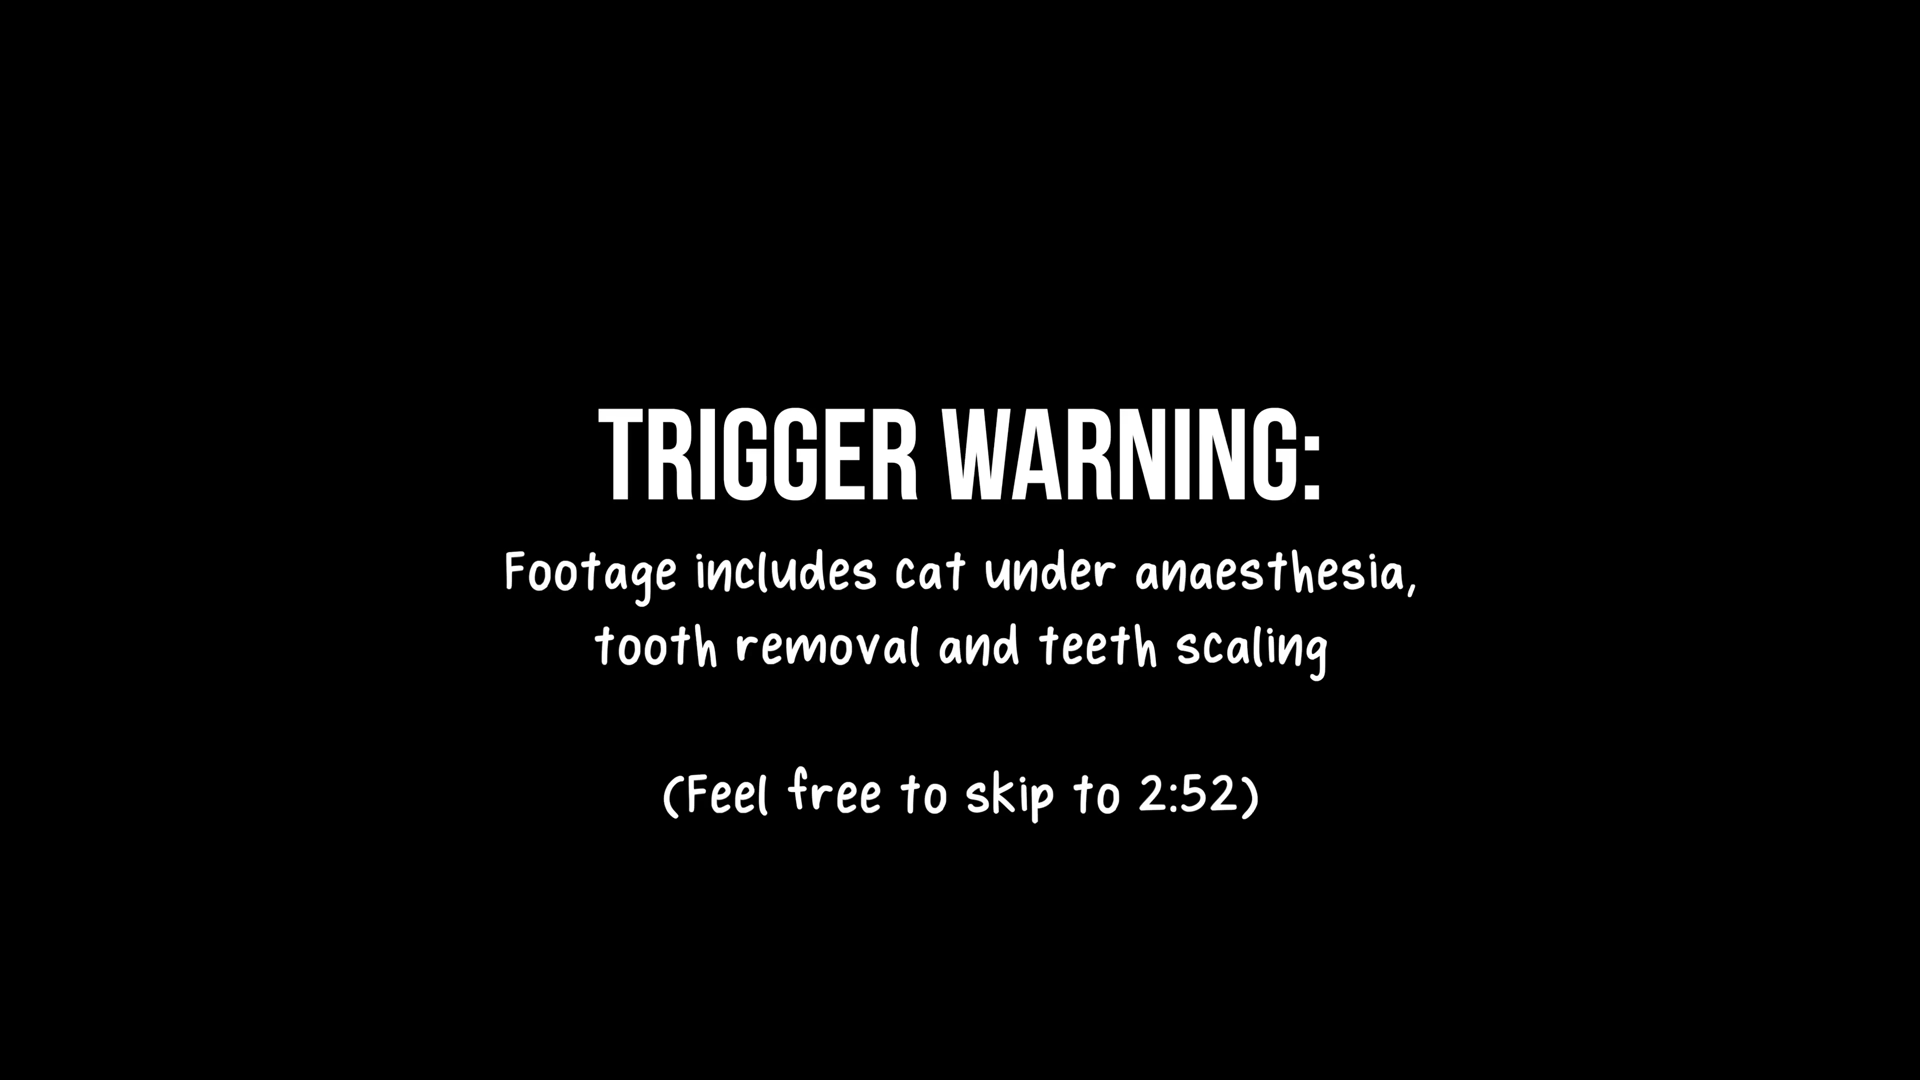 TRIGGER WARNING:
Footage includes cat under anaesthesia,
tooth removal and teeth scaling
(Feel free to skip to 2:52)